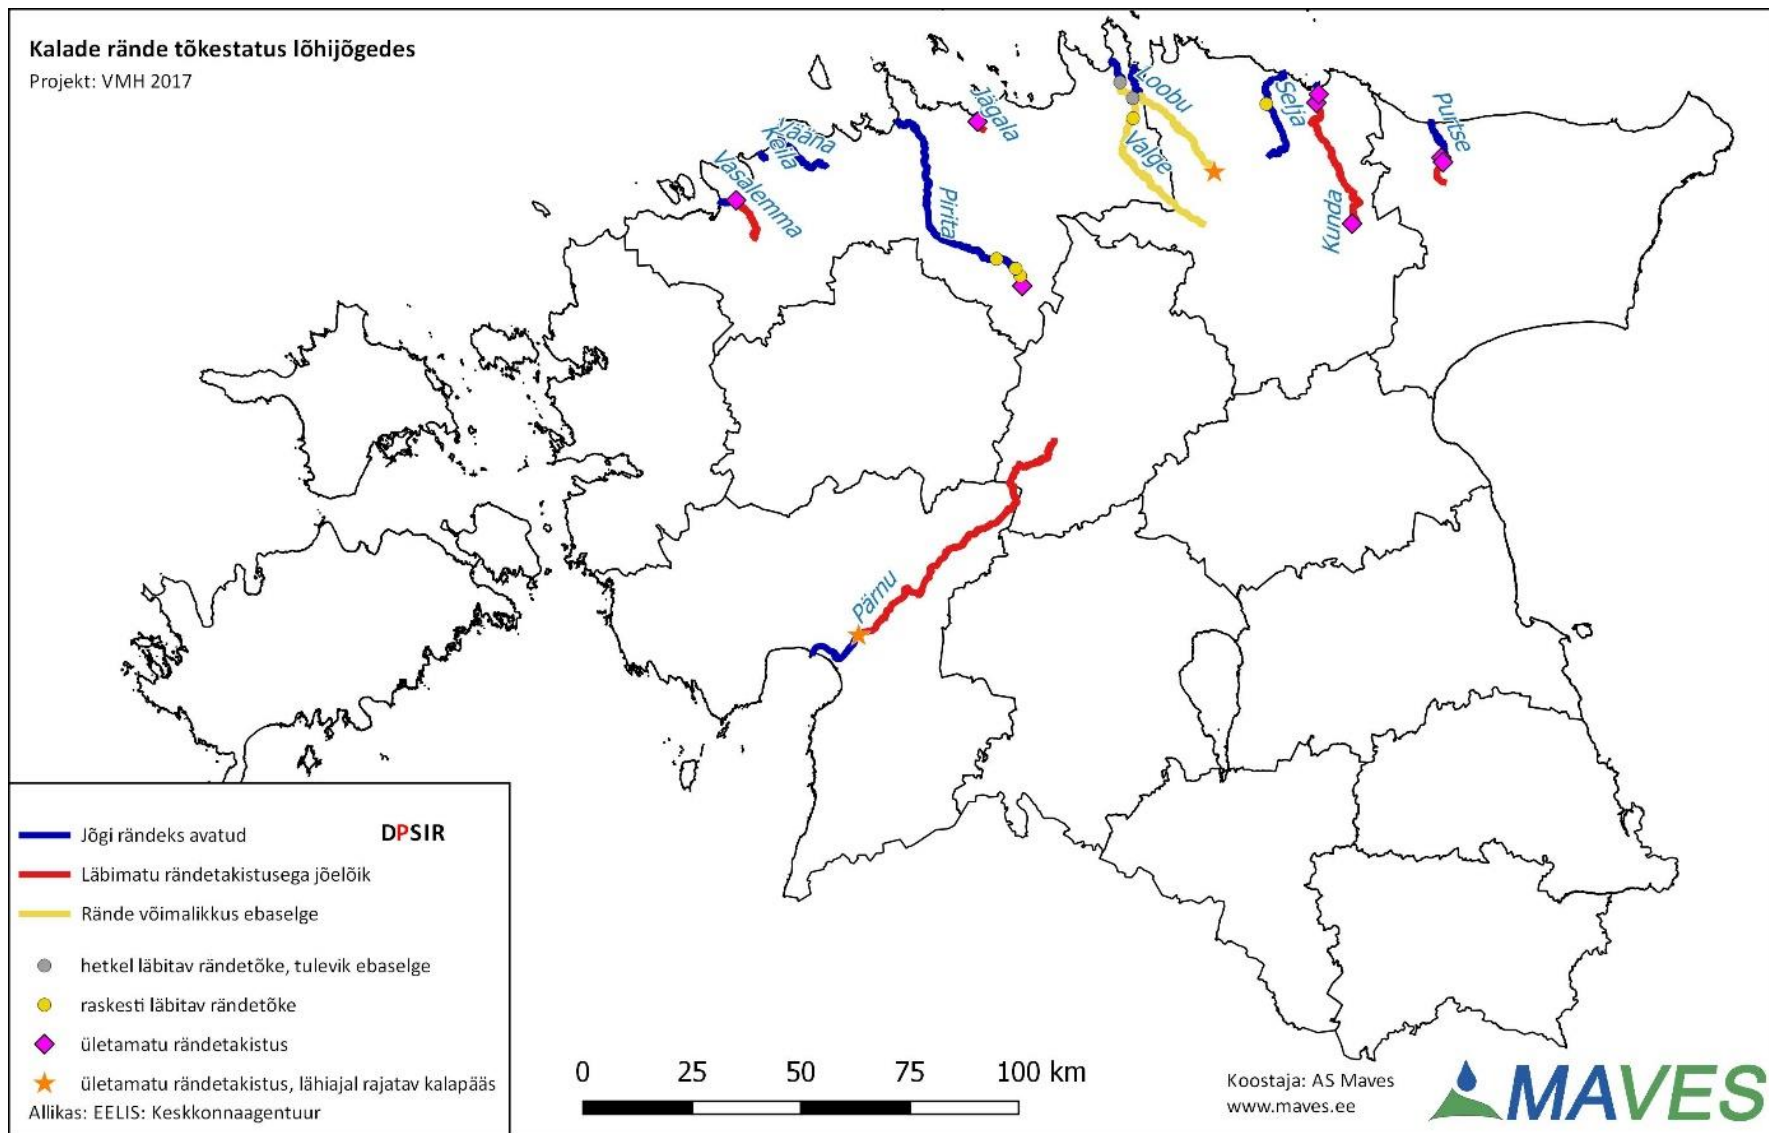 Kalade rände tõkestatus lõhijõgedes
Projekt: VMH 2017
Loobu
Selja
Purtse
Jägala
Vääna
Keila
Vasalemma
Valge
Pirita
Kunda
Pärnu
Jõgi rändeks avatud
DPSIR
Läbimatu rändetakistusega jõelõik
Rände võimalikkus ebaselge
hetkel läbitav rändetõke, tulevik ebaselge
raskesti läbitav rändetõke
ületamatu rändetakistus
ületamatu rändetakistus, lähiajal rajatav kalapääs
Allikas: EELIS: Keskkonnaagentuur
0 25 50 75 100 km
Koostaja: AS Maves
www.maves.ee
MAVES